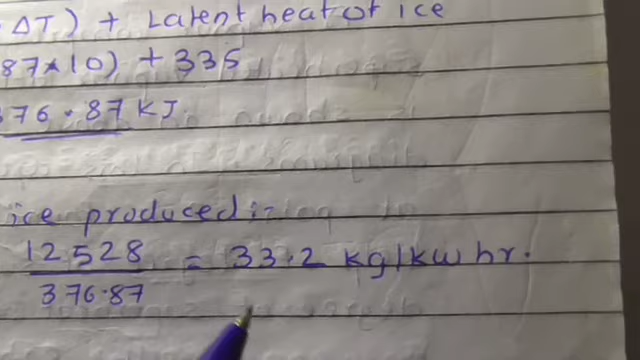 ΔT) + Latent heat of ice
87*10) + 335
376.87 KJ.
ice produced :-
12528
= 33.2 kg/kw hr.
376.87